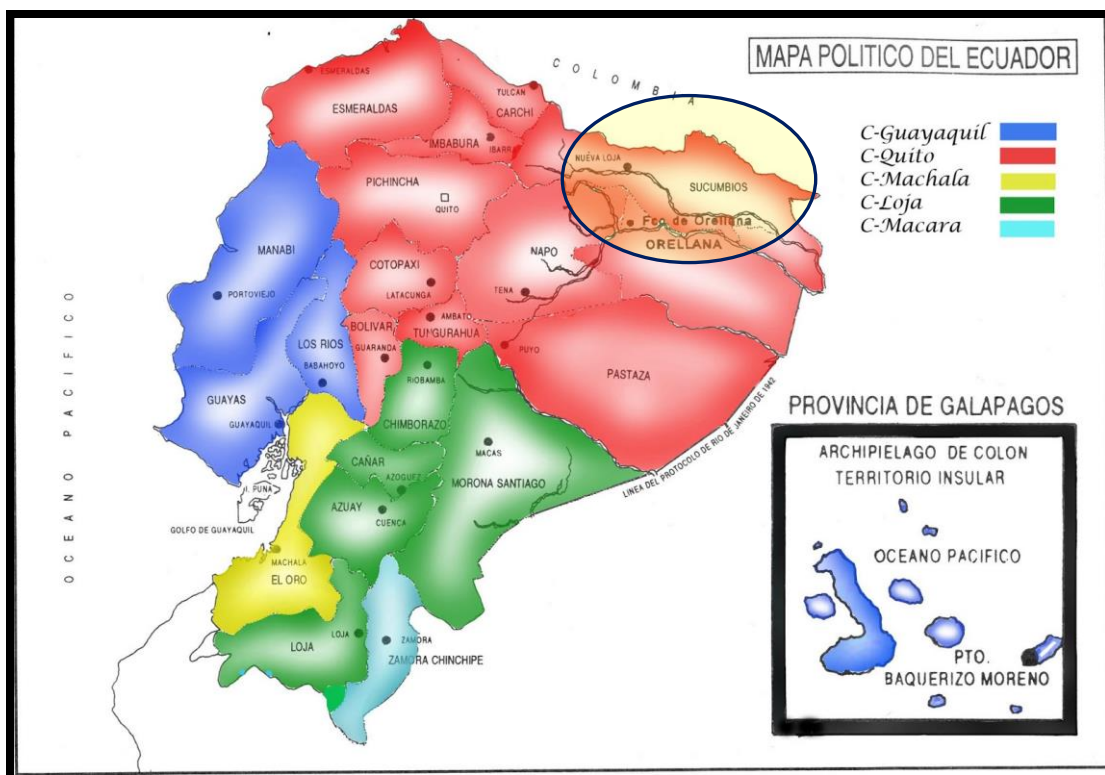 MAPA POLITICO DEL ECUADOR
C-Guayaquil
C-Quito
C-Machala
C-Loja
C-Macara
COLOMBIA
OCEANO PACIFICO
ESMERALDAS
ESMERALDAS
TULCAN
CARCHI
IMBABURA
IBARRA
NUEVA LOJA
SUCUMBIOS
PICHINCHA
QUITO
Fco de Orellana
ORELLANA
MANABI
PORTOVIEJO
COTOPAXI
LATACUNGA
NAPO
TENA
AMBATO
TUNGURAHUA
BOLIVAR
GUARANDA
LOS RIOS
BABAHOYO
PUYO
PASTAZA
RIOBAMBA
CHIMBORAZO
GUAYAS
GUAYAQUIL
MACAS
MORONA SANTIAGO
LINEA DEL PROTOCOLO DE RIO DE JANEIRO DE 1942
CAÑAR
AZOGUEZ
AZUAY
CUENCA
I. PUNA
GOLFO DE GUAYAQUIL
MACHALA
EL ORO
LOJA
LOJA
ZAMORA
ZAMORA CHINCHIPE
PROVINCIA DE GALAPAGOS
ARCHIPIELAGO DE COLON
TERRITORIO INSULAR
OCEANO PACIFICO
PTO.
BAQUERIZO MORENO